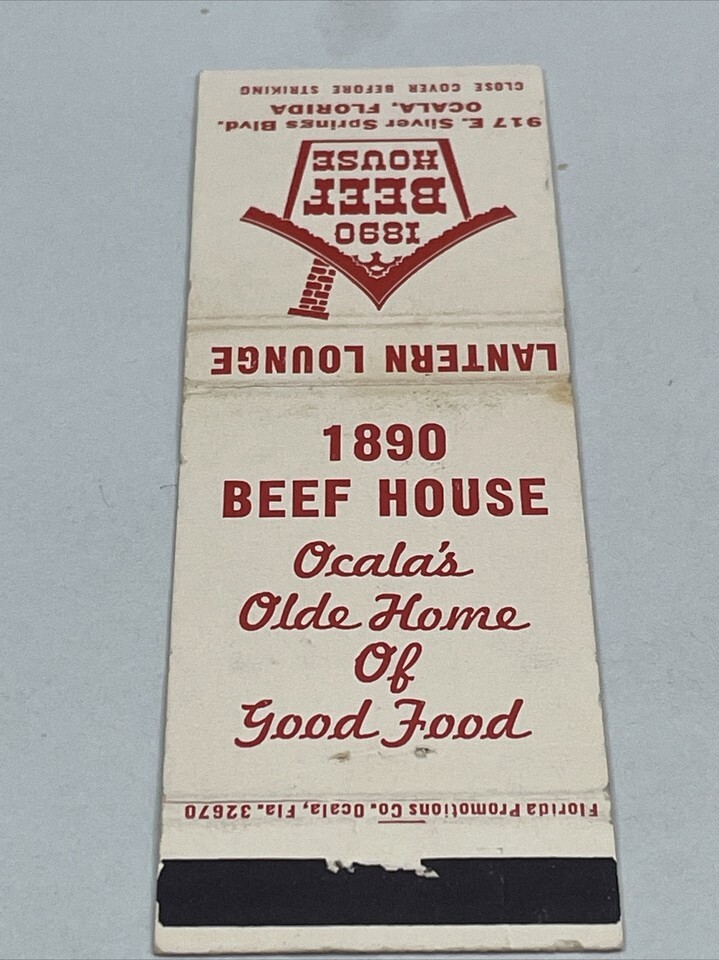 CLOSE COVER BEFORE STRIKING
OCALA, FLORIDA
917 E. Silver Springs Blvd.
HOUSE
BEEF
1890
LANTERN LOUNGE
1890
BEEF HOUSE
Ocala's
Olde Home
Of
Good Food
Florida Promotions Co. Ocala, Fla. 32670